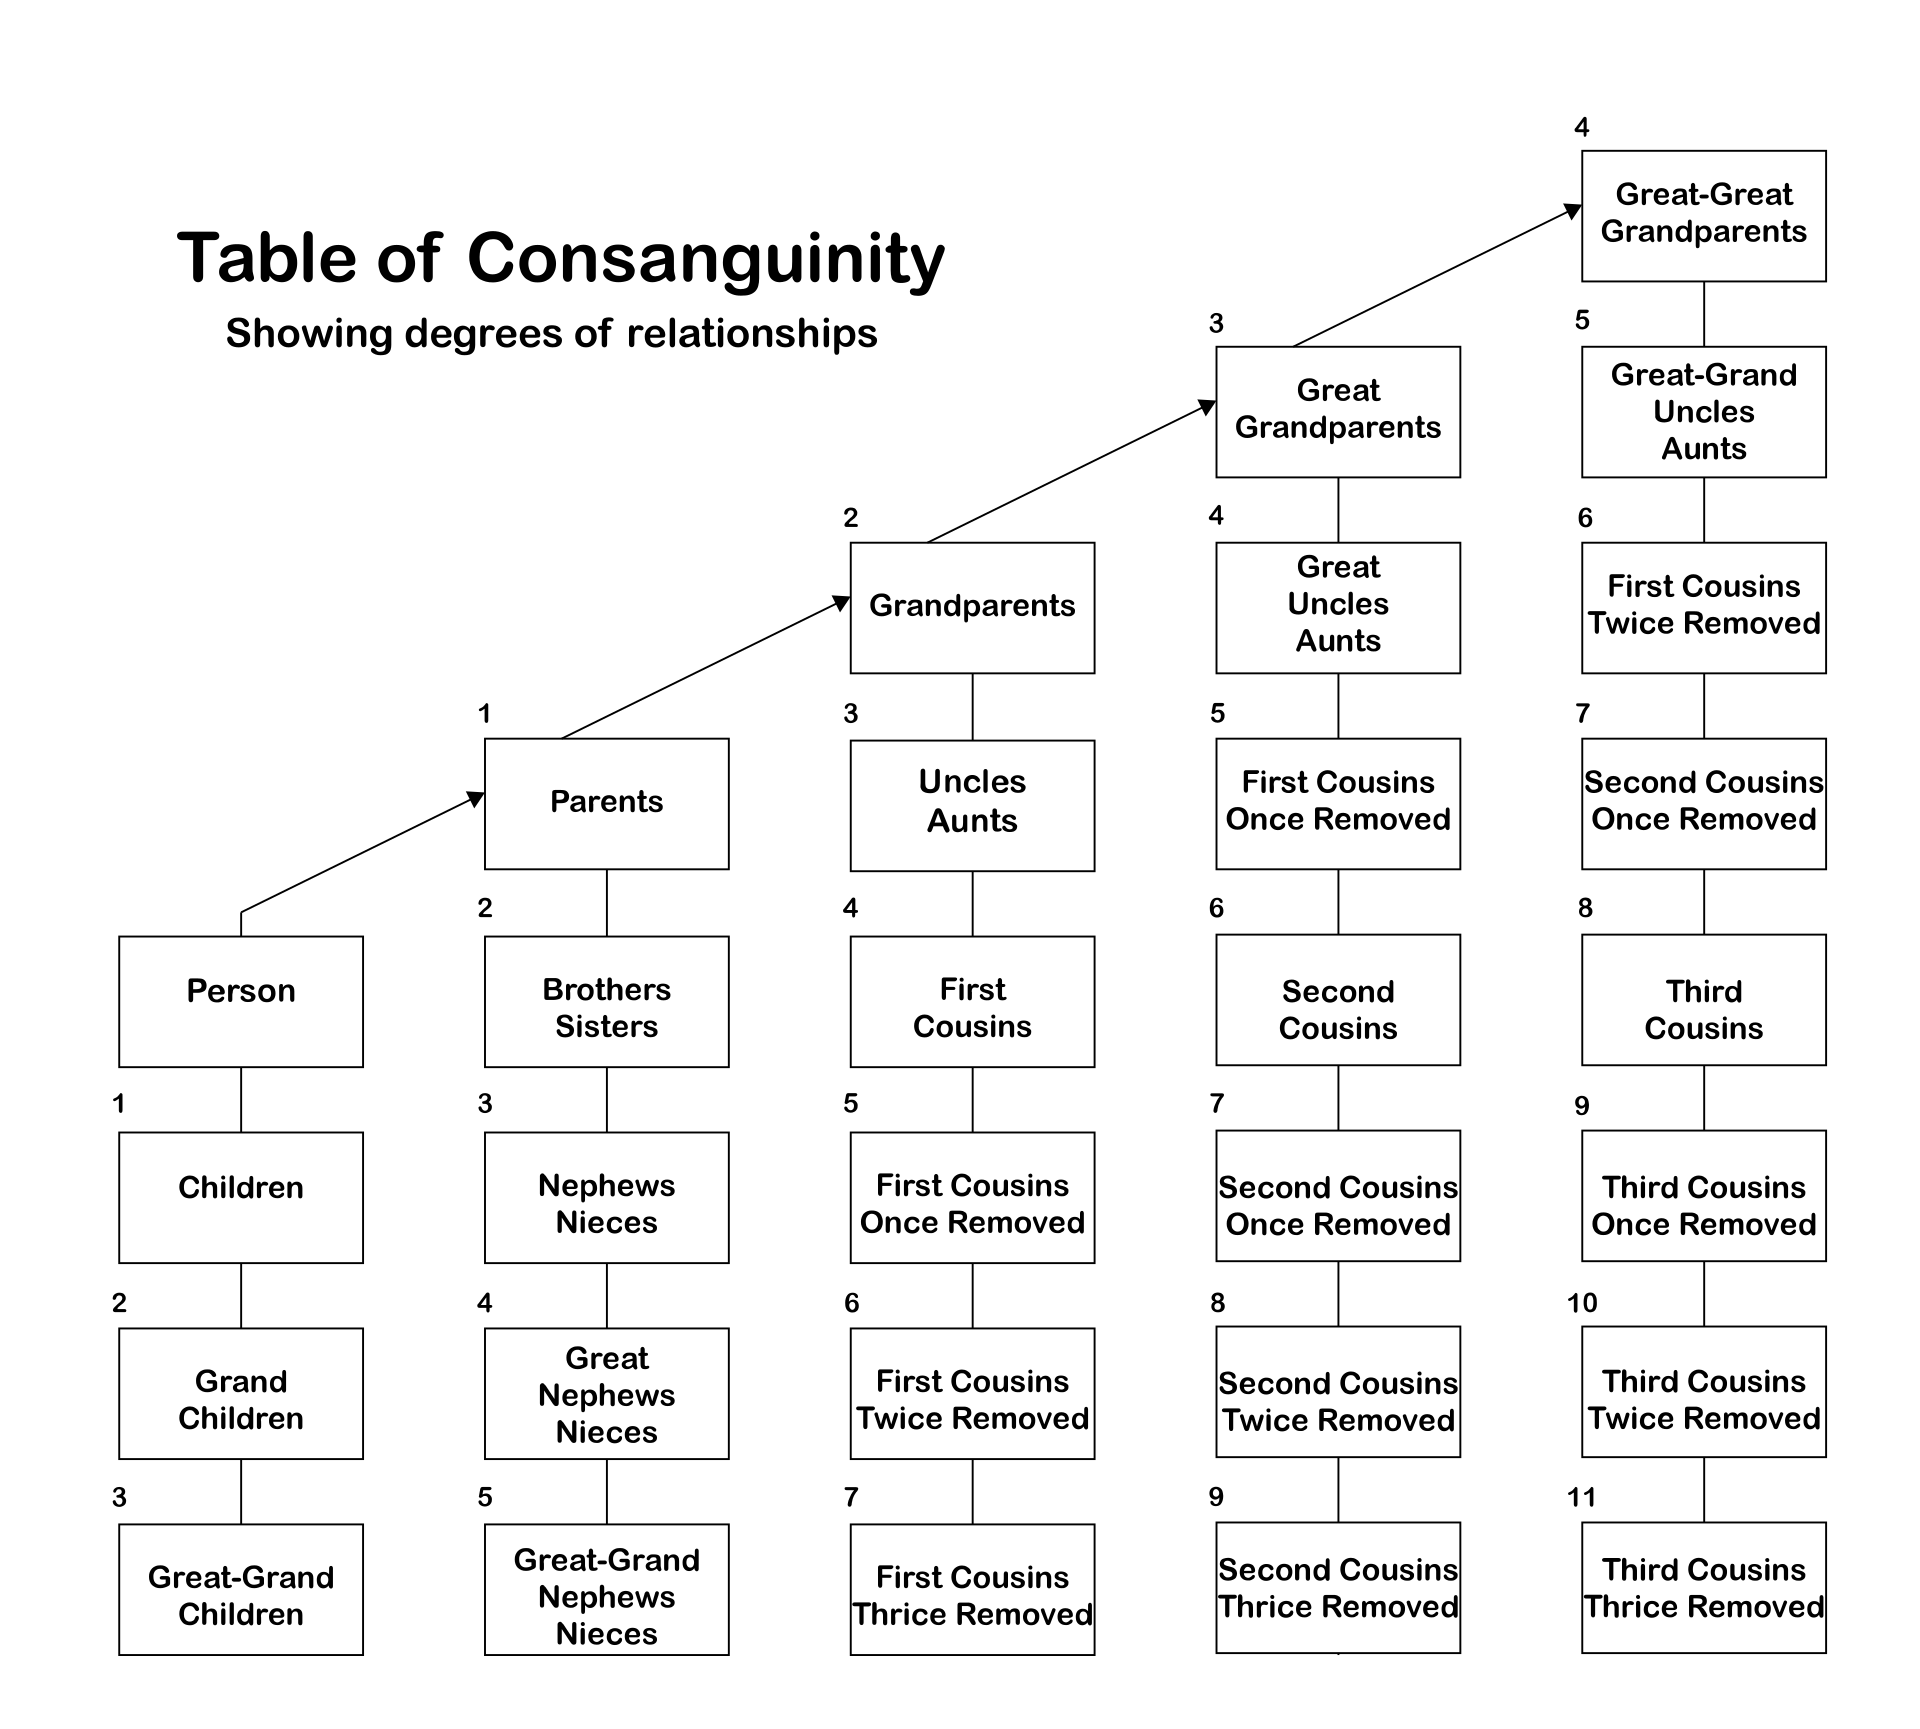 Table of Consanguinity
Showing degrees of relationships
4
Great-Great
Grandparents
3
Great
Grandparents
5
Great-Grand
Uncles
Aunts
2
Grandparents
4
Great
Uncles
Aunts
6
First Cousins
Twice Removed
1
Parents
3
Uncles
Aunts
5
First Cousins
Once Removed
7
Second Cousins
Once Removed
Person
2
Brothers
Sisters
4
First
Cousins
6
Second
Cousins
8
Third
Cousins
1
Children
3
Nephews
Nieces
5
First Cousins
Once Removed
7
Second Cousins
Once Removed
9
Third Cousins
Once Removed
2
Grand
Children
4
Great
Nephews
Nieces
6
First Cousins
Twice Removed
8
Second Cousins
Twice Removed
10
Third Cousins
Twice Removed
3
Great-Grand
Children
5
Great-Grand
Nephews
Nieces
7
First Cousins
Thrice Removed
9
Second Cousins
Thrice Removed
11
Third Cousins
Thrice Removed